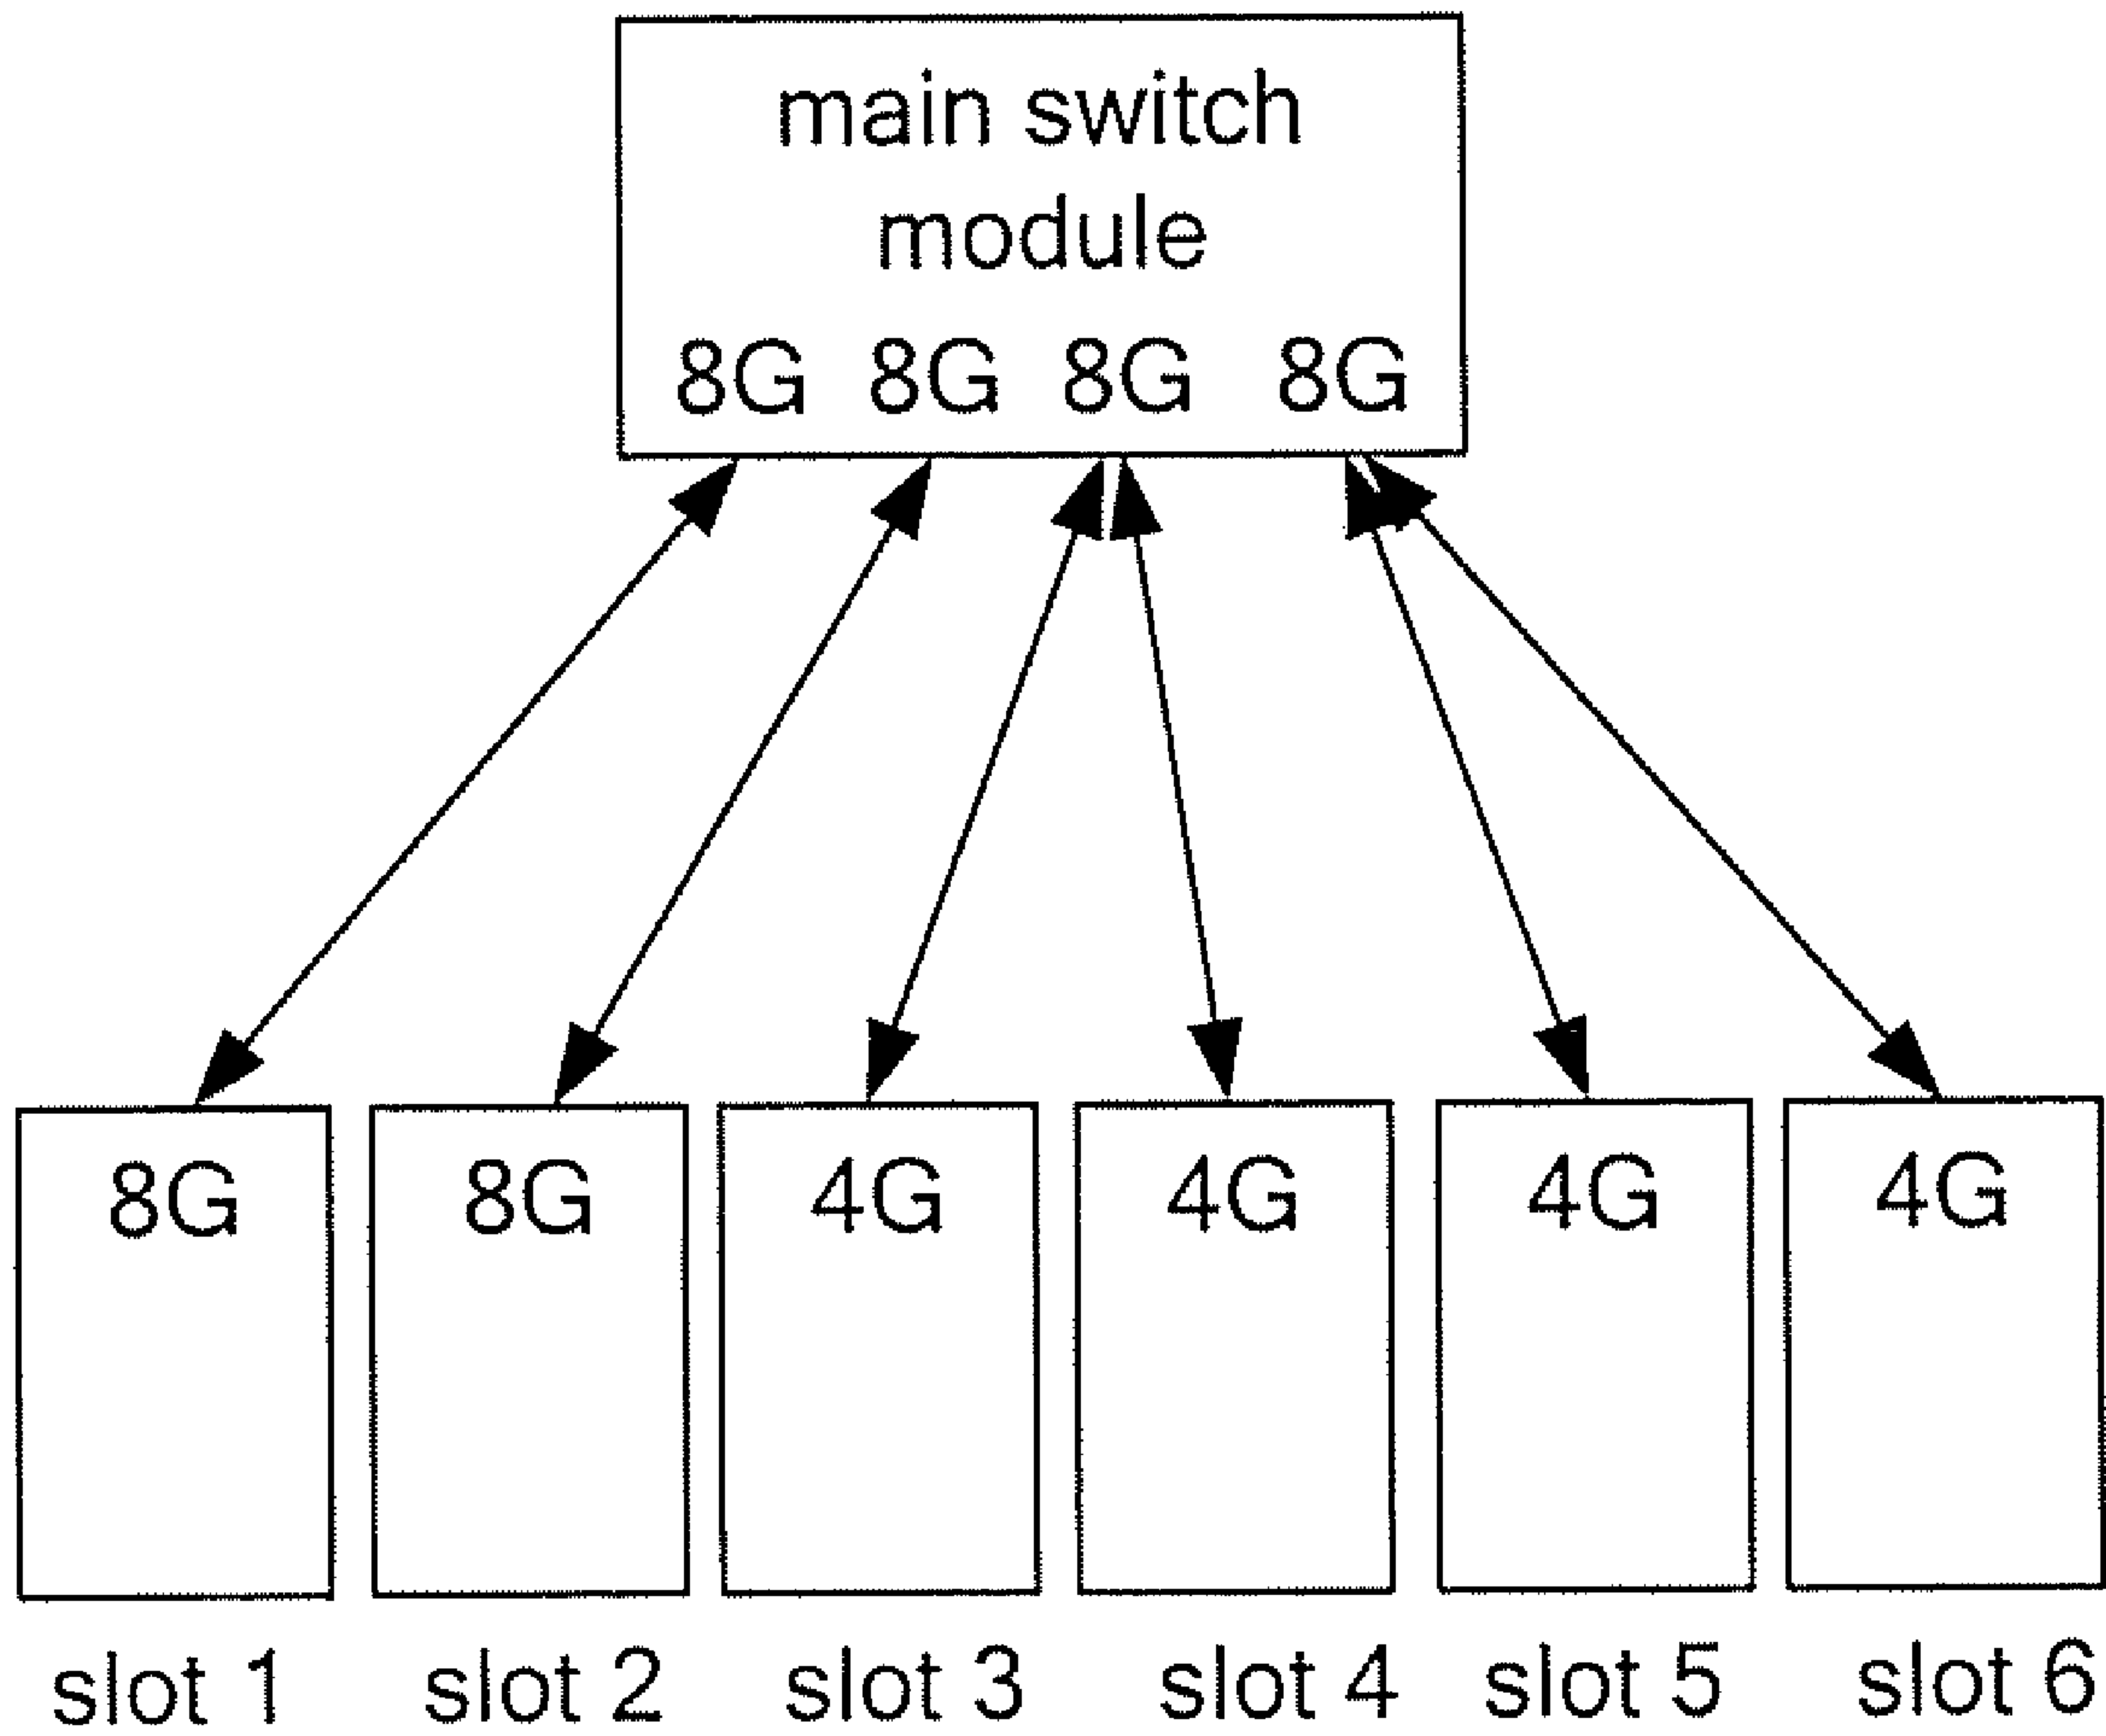 main switch
module
8G 8G 8G 8G
8G 8G 4G 4G 4G 4G
slot 1 slot 2 slot 3 slot 4 slot 5 slot 6